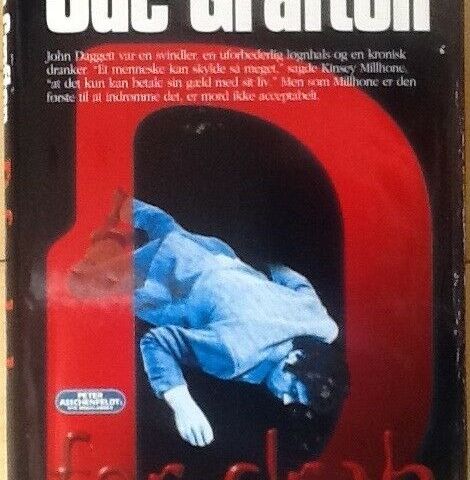 Sue Grafton
John Daggett var en svindler, en uforbederlig løgnhals og en kronisk
dranker. "Et menneske kan skylde så meget," sagde Kinsey Millhone,
"at det kun kan betale sin gæld med sit liv." Men som Millhone er den
første til at indrømme det, er mord ikke acceptabelt.
D
PETER
ASCHENFELDT
for drab